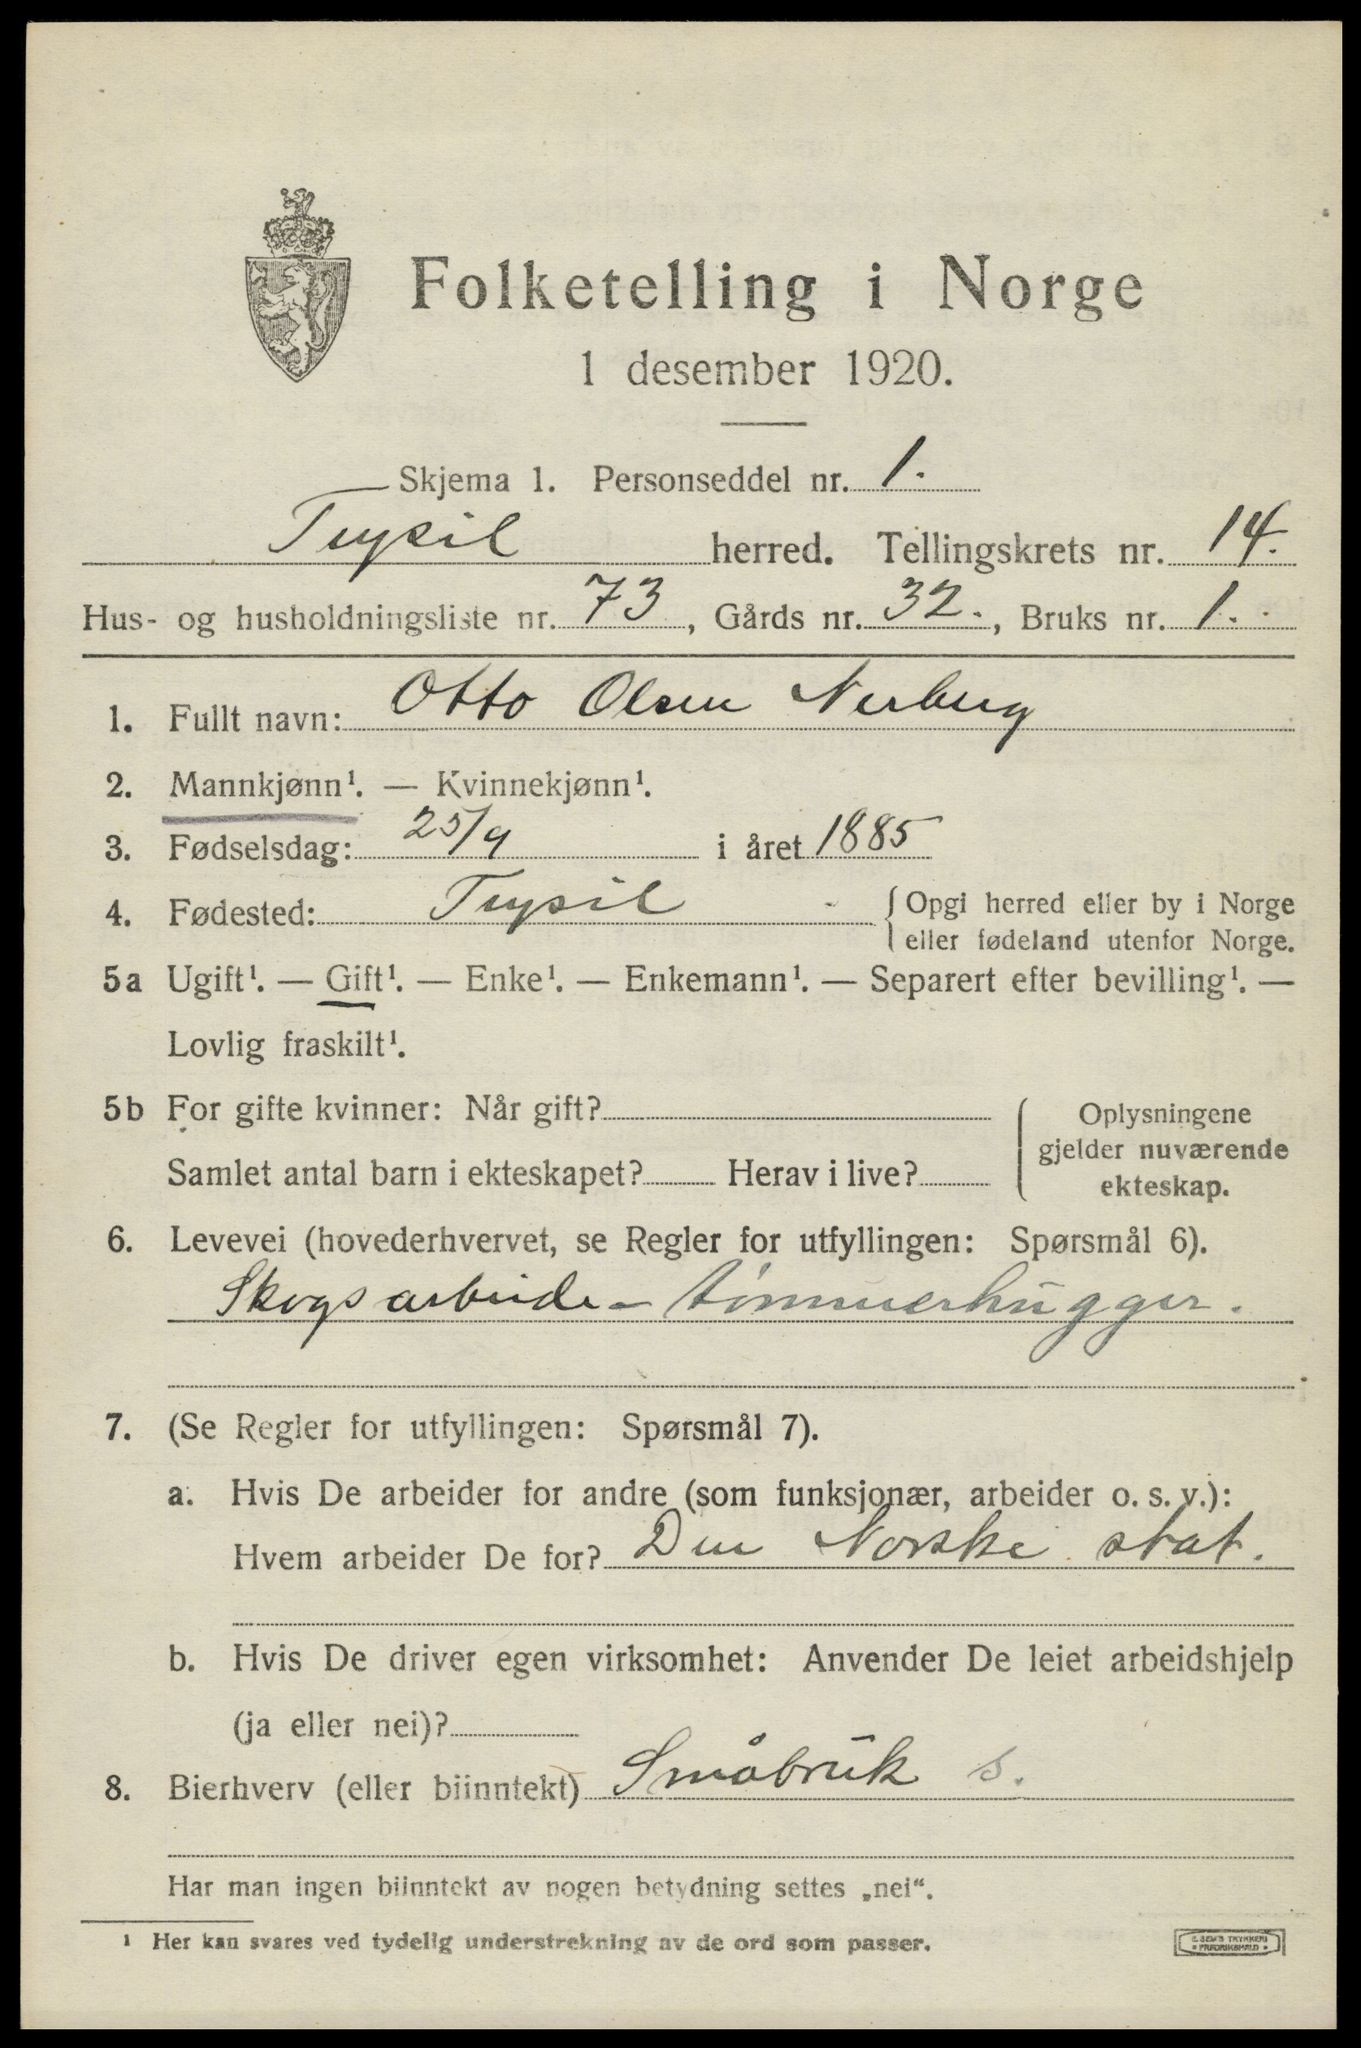 Folketelling i Norge
1 desember 1920.
Skjema 1. Personseddel nr. 1.
Trysil herred. Tellingskrets nr. 14.
Hus- og husholdningsliste nr. 73, Gårds nr. 32., Bruks nr. 1.
1. Fullt navn: Otto Olsen Nerberg
2. Mannkjønn¹. — Kvinnekjønn¹.
3. Fødselsdag: 25/9 i året 1885
4. Fødested: Trysil { Opgi herred eller by i Norge
eller fødeland utenfor Norge.
5a Ugift¹. — Gift¹. — Enke¹. — Enkemann¹. — Separert efter bevilling¹. —
Lovlig fraskilt¹.
5b For gifte kvinner: Når gift?
Samlet antal barn i ekteskapet? Herav i live?
{ Oplysningene
gjelder nuværende
ekteskap.
6. Levevei (hovederhvervet, se Regler for utfyllingen: Spørsmål 6).
Skogsarbeide - tømmerhugger.
7. (Se Regler for utfyllingen: Spørsmål 7).
a. Hvis De arbeider for andre (som funksjonær, arbeider o. s. v.):
Hvem arbeider De for? Den Norske stat.
b. Hvis De driver egen virksomhet: Anvender De leiet arbeidshjelp
(ja eller nei)?
8. Bierhverv (eller biinntekt) Småbruk s.
Har man ingen biinntekt av nogen betydning settes „nei“.
¹ Her kan svares ved tydelig understrekning av de ord som passer.
E. SEM'S TRYKKERI
• FREDRIKSHALD •